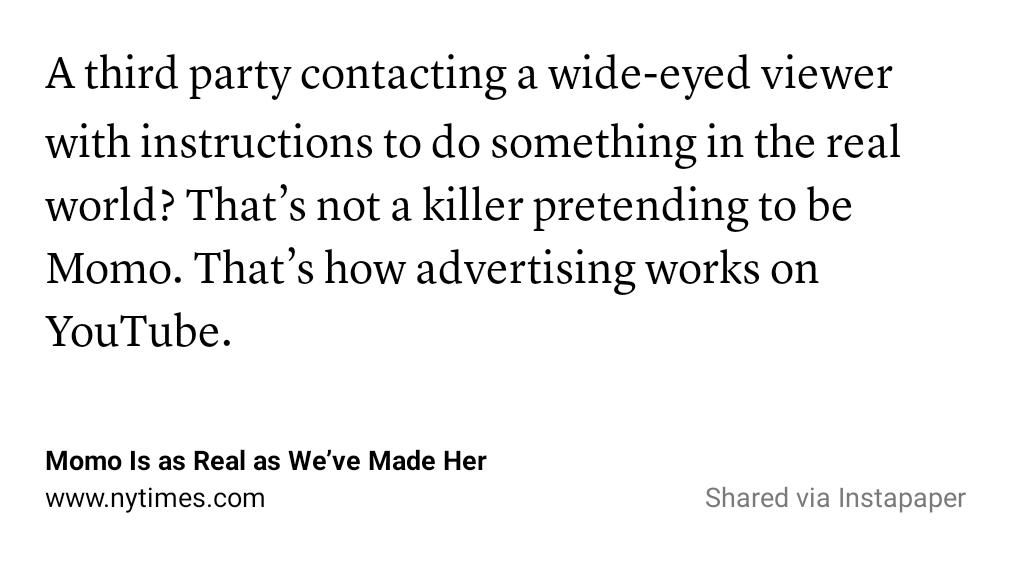 A third party contacting a wide-eyed viewer
with instructions to do something in the real
world? That’s not a killer pretending to be
Momo. That’s how advertising works on
YouTube.
Momo Is as Real as We’ve Made Her
www.nytimes.com
Shared via Instapaper